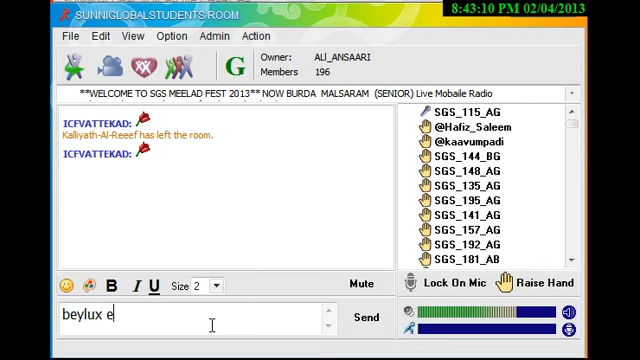 8:43:10 PM 02/04/2013
SUNNIGLOBALSTUDENTS ROOM
File Edit View Option Admin Action
G Owner: ALI_ANSAARI
Members 196
**WELCOME TO SGS MEELAD FEST 2013** NOW BURDA MALSARAM (SENIOR) Live Mobaile Radio
ICFVATTEKAD:
Kalliyath-Al-Reeef has left the room.
ICFVATTEKAD:
SGS_115_AG
@Hafiz_Saleem
@kaavumpadi
SGS_144_BG
SGS_148_AG
SGS_135_AG
SGS_195_AG
SGS_141_AG
SGS_157_AG
SGS_192_AG
SGS_181_AB
B I U Size 2 Mute
Lock On Mic Raise Hand
beylux e
Send